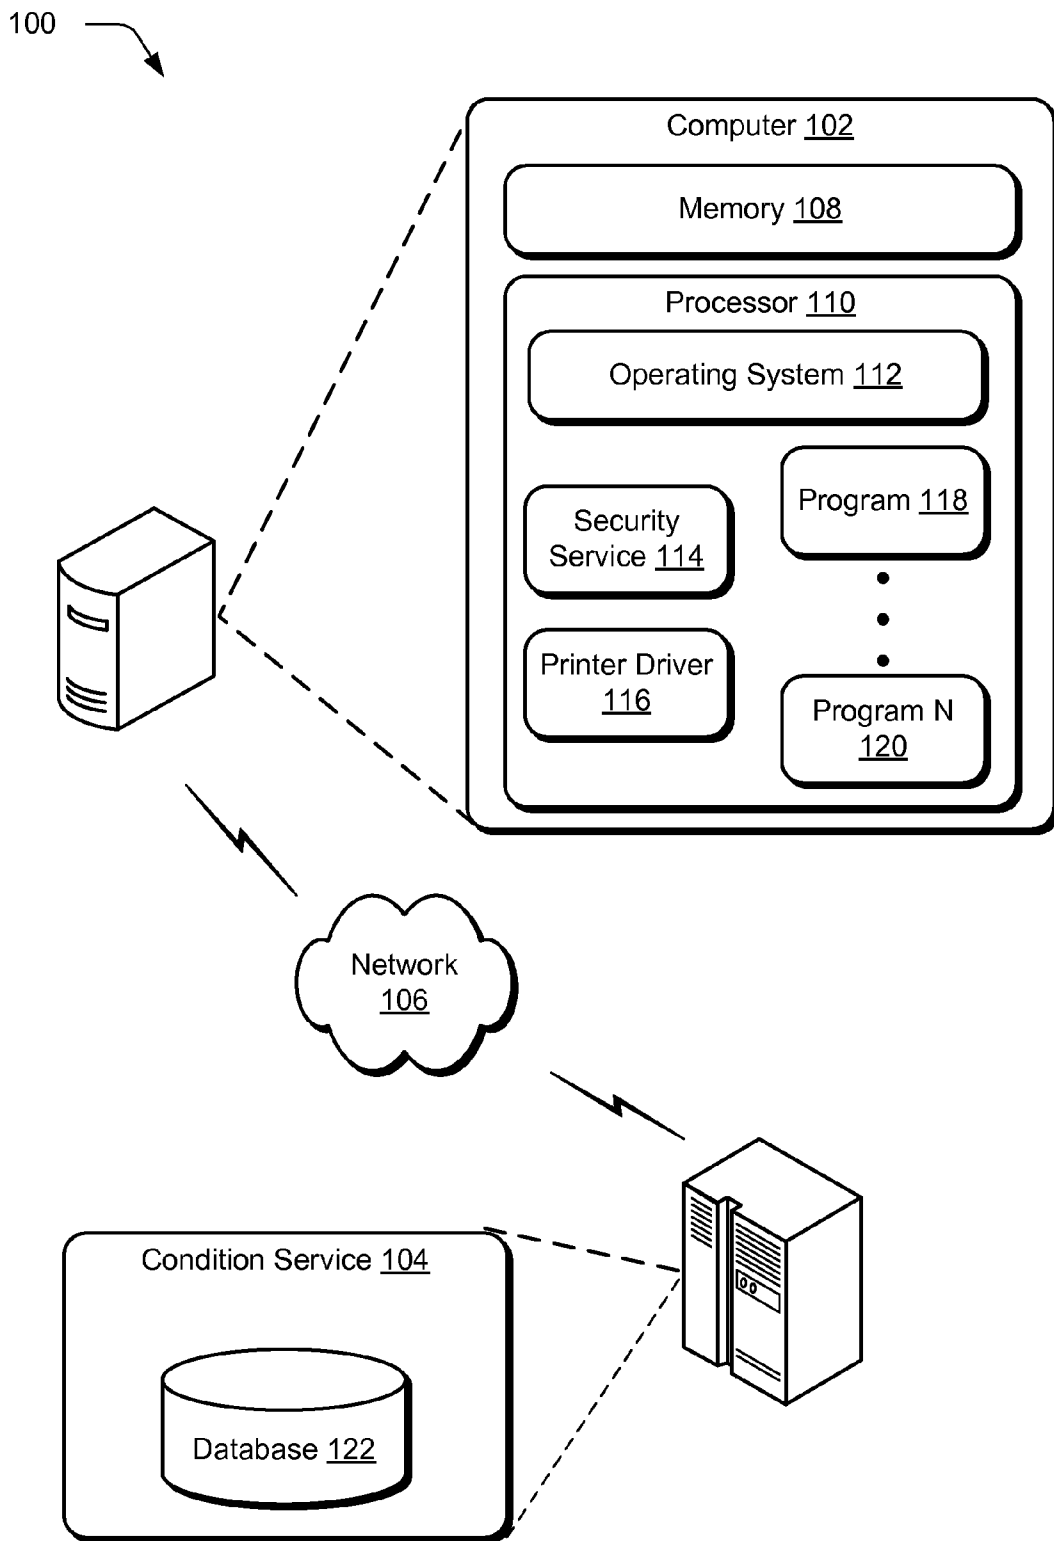 100
Computer 102
Memory 108
Processor 110
Operating System 112
Program 118
Security
Service 114
Printer Driver
116
Program N
120
Network
106
Condition Service 104
Database 122